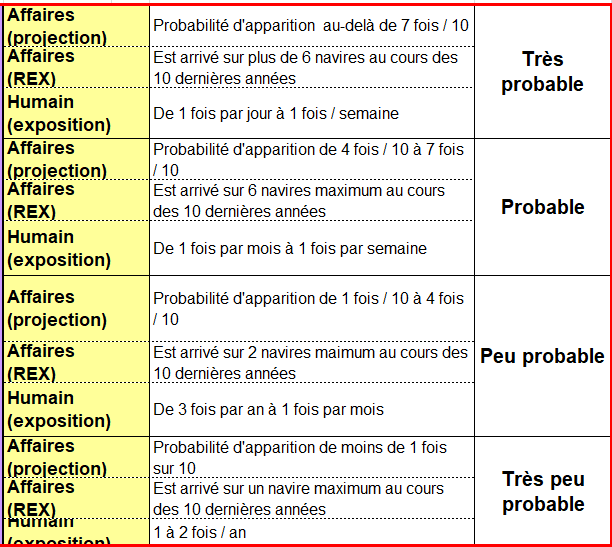 Affaires
(projection)
Probabilité d'apparition au-delà de 7 fois / 10
Affaires
(REX)
Est arrivé sur plus de 6 navires au cours des
10 dernières années
Humain
(exposition)
De 1 fois par jour à 1 fois / semaine
Très
probable
Affaires
(projection)
Probabilité d'apparition de 4 fois / 10 à 7 fois
/ 10
Affaires
(REX)
Est arrivé sur 6 navires maximum au cours
des 10 dernières années
Humain
(exposition)
De 1 fois par mois à 1 fois par semaine
Probable
Affaires
(projection)
Probabilité d'apparition de 1 fois / 10 à 4 fois
/ 10
Affaires
(REX)
Est arrivé sur 2 navires maimum au cours des
10 dernières années
Humain
(exposition)
De 3 fois par an à 1 fois par mois
Peu probable
Affaires
(projection)
Probabilité d'apparition de moins de 1 fois
sur 10
Affaires
(REX)
Est arrivé sur un navire maximum au cours
des 10 dernières années
Humain
(exposition)
1 à 2 fois / an
Très peu
probable